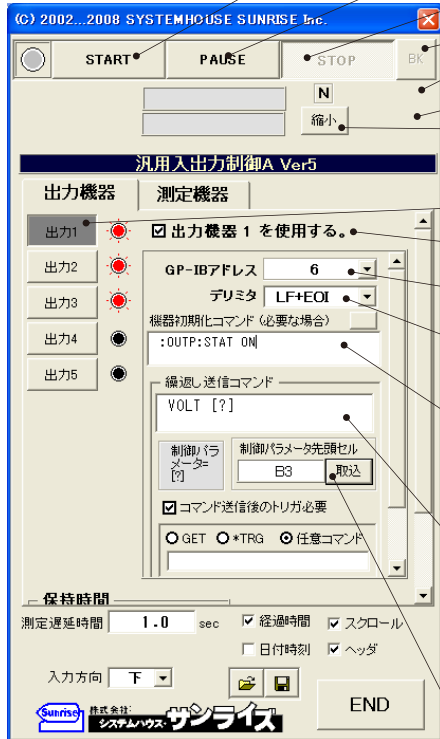 (C) 2002...2008 SYSTEMHOUSE SUNRISE Inc.
START PAUSE STOP BK
N
縮小
汎用入出力制御A Ver5
出力機器 測定機器
出力1 出力機器 1 を使用する。
出力2 GP-IBアドレス 6
出力3 デリミタ LF+EOI
機器初期化コマンド (必要な場合)
:OUTP:STAT ON
出力4
出力5
繰返し送信コマンド
VOLT [?]
制御パラメータ=[?] 制御パラメータ先頭セル
B3 取込
コマンド送信後のトリガ必要
GET *TRG 任意コマンド
保持時間
測定遅延時間 1.0 sec 経過時間 スクロール
日付時刻 ヘッダ
入力方向 下
Sunrise 株式会社 システムハウス サンライズ
END